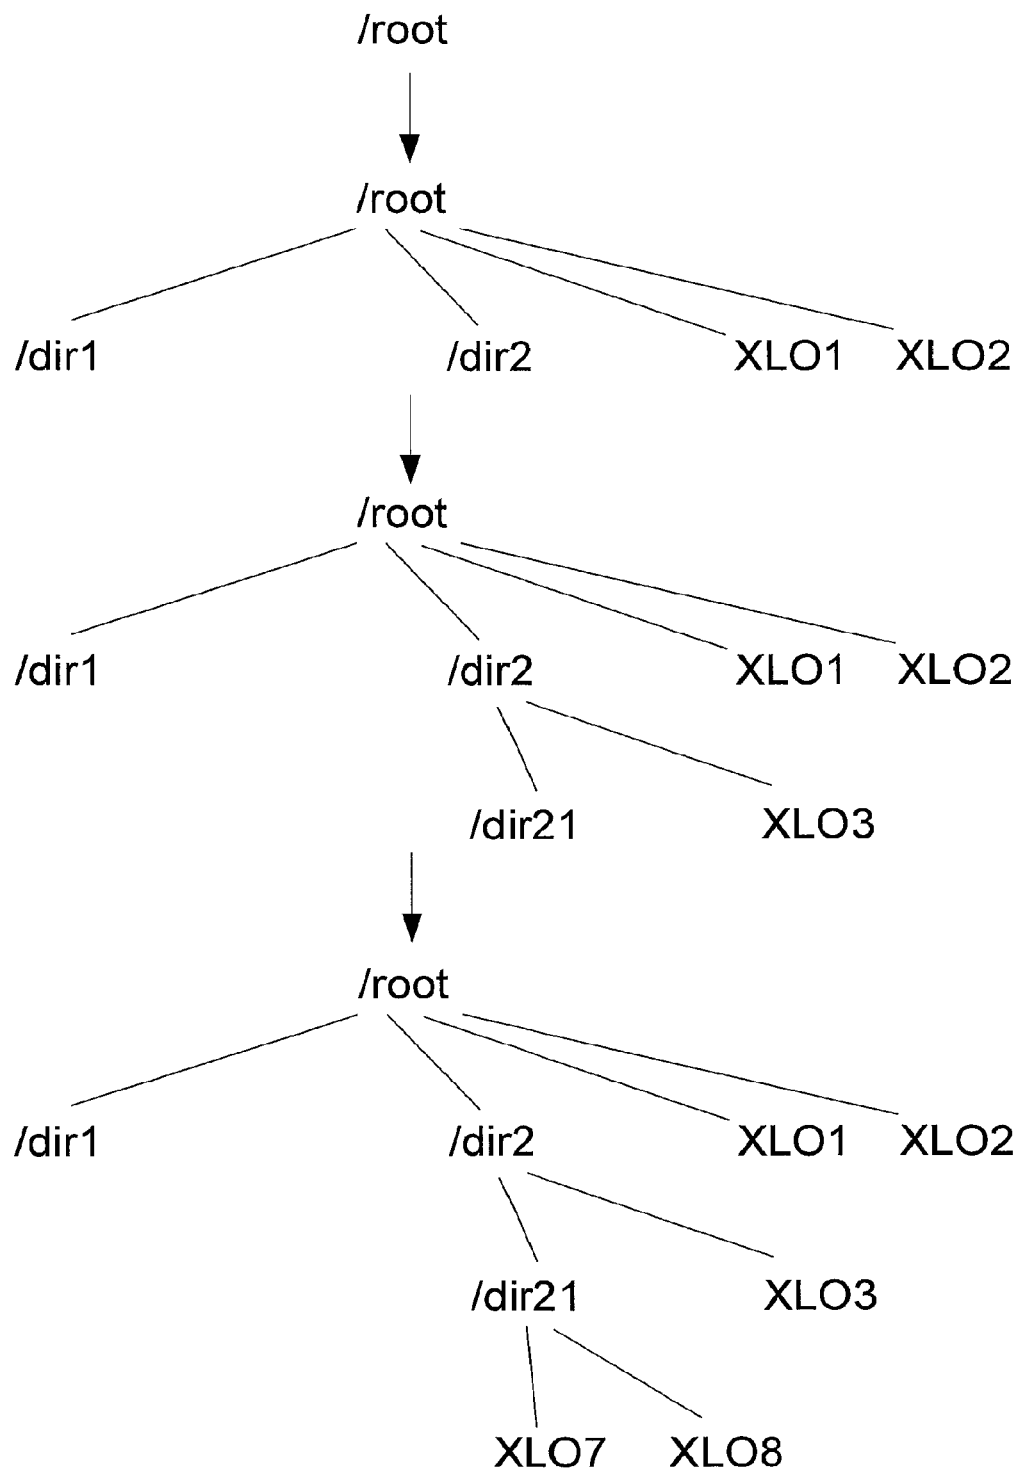 /root
/root
/dir1 /dir2 XLO1 XLO2
/root
/dir1 /dir2 XLO1 XLO2
/dir21 XLO3
/root
/dir1 /dir2 XLO1 XLO2
/dir21 XLO3
XLO7 XLO8